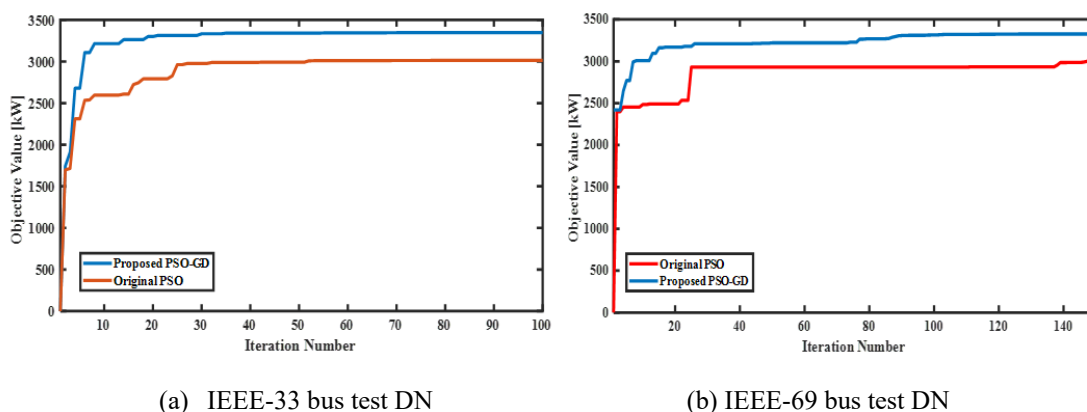 3500
3000
2500
2000
1500
1000
500
0
Objective Value [kW]
Proposed PSO-GD
Original PSO
10 20 30 40 50 60 70 80 90 100
Iteration Number
(a) IEEE-33 bus test DN
3500
3000
2500
2000
1500
1000
500
0
Objective Value [kW]
Original PSO
Proposed PSO-GD
20 40 60 80 100 120 140
Iteration Number
(b) IEEE-69 bus test DN